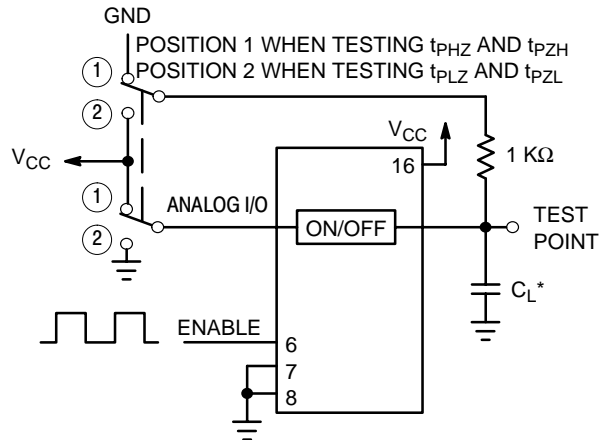 GND
POSITION 1 WHEN TESTING tPHZ AND tPZH
1 POSITION 2 WHEN TESTING tPLZ AND tPZL
2
VCC
VCC
16
1 KΩ
1
ANALOG I/O
ON/OFF
TEST
POINT
2
CL*
ENABLE
6
7
8